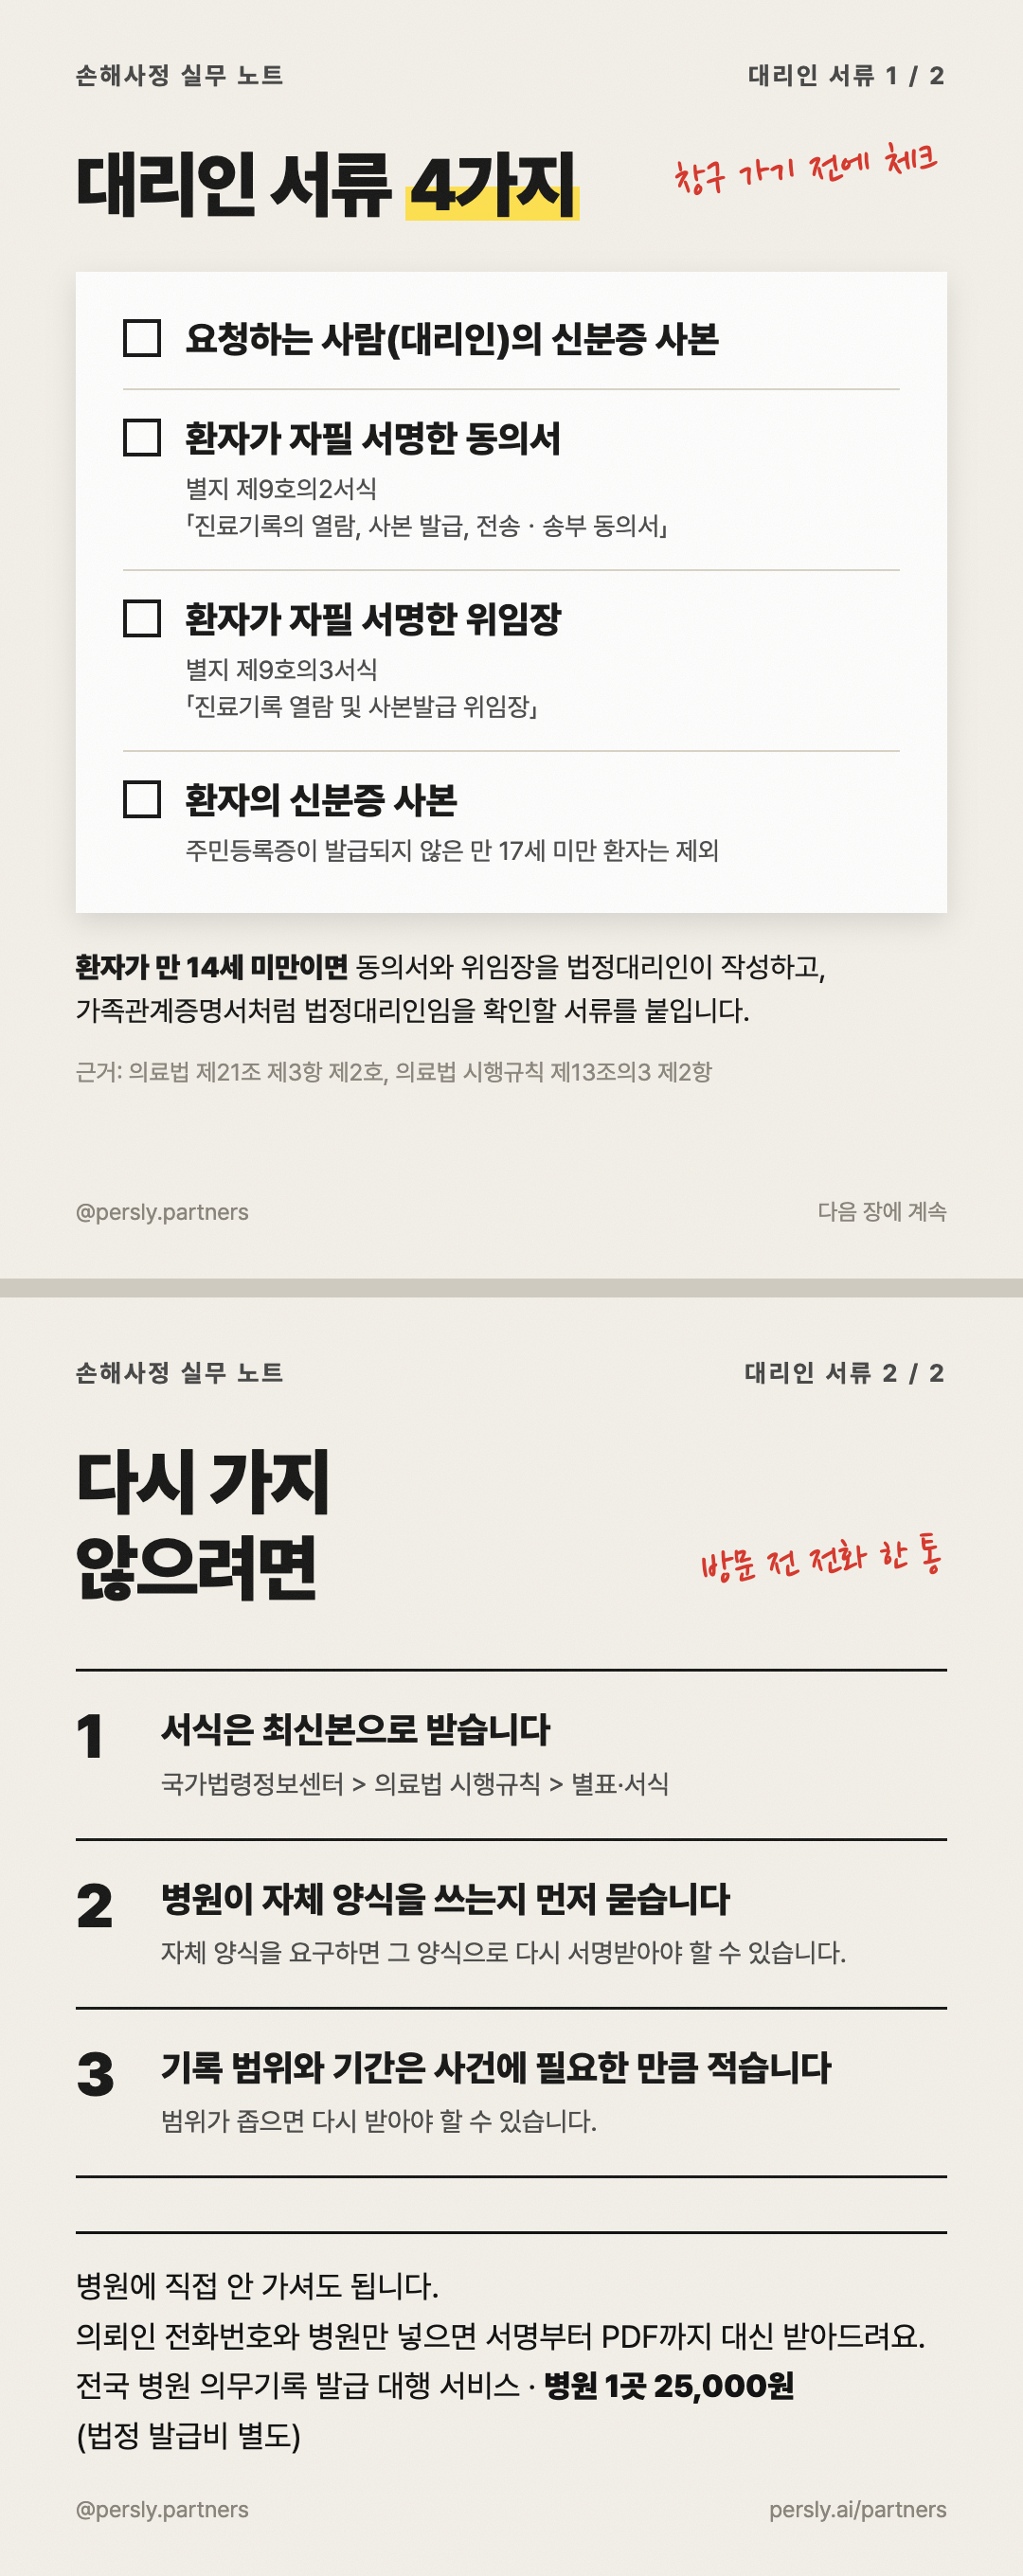 손해사정 실무 노트
대리인 서류 1 / 2
대리인 서류 4가지
창구 가기 전에 체크
요청하는 사람(대리인)의 신분증 사본
환자가 자필 서명한 동의서
별지 제9호의2서식
「진료기록의 열람, 사본 발급, 전송 · 송부 동의서」
환자가 자필 서명한 위임장
별지 제9호의3서식
「진료기록 열람 및 사본발급 위임장」
환자의 신분증 사본
주민등록증이 발급되지 않은 만 17세 미만 환자는 제외
환자가 만 14세 미만이면 동의서와 위임장을 법정대리인이 작성하고,
가족관계증명서처럼 법정대리인임을 확인할 서류를 붙입니다.
근거: 의료법 제21조 제3항 제2호, 의료법 시행규칙 제13조의3 제2항
@persly.partners
다음 장에 계속
손해사정 실무 노트
대리인 서류 2 / 2
다시 가지
않으려면
방문 전 전화 한 통
1
서식은 최신본으로 받습니다
국가법령정보센터 > 의료법 시행규칙 > 별표·서식
2
병원이 자체 양식을 쓰는지 먼저 묻습니다
자체 양식을 요구하면 그 양식으로 다시 서명받아야 할 수 있습니다.
3
기록 범위와 기간은 사건에 필요한 만큼 적습니다
범위가 좁으면 다시 받아야 할 수 있습니다.
병원에 직접 안 가셔도 됩니다.
의뢰인 전화번호와 병원만 넣으면 서명부터 PDF까지 대신 받아드려요.
전국 병원 의무기록 발급 대행 서비스 · 병원 1곳 25,000원
(법정 발급비 별도)
@persly.partners
persly.ai/partners